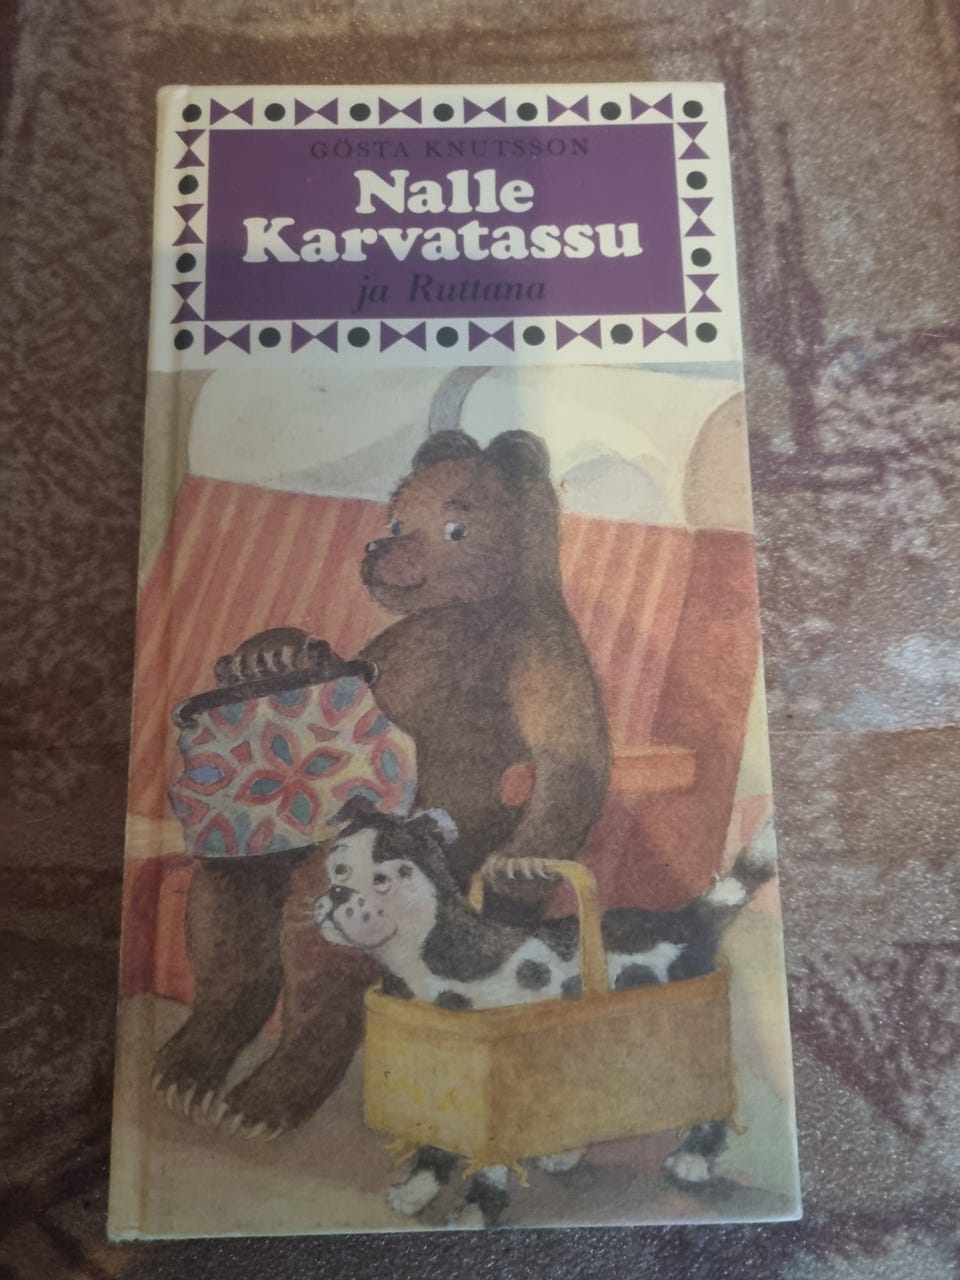 GÖSTA KNUTSSON
Nalle
Karvatassu
ja Ruttana